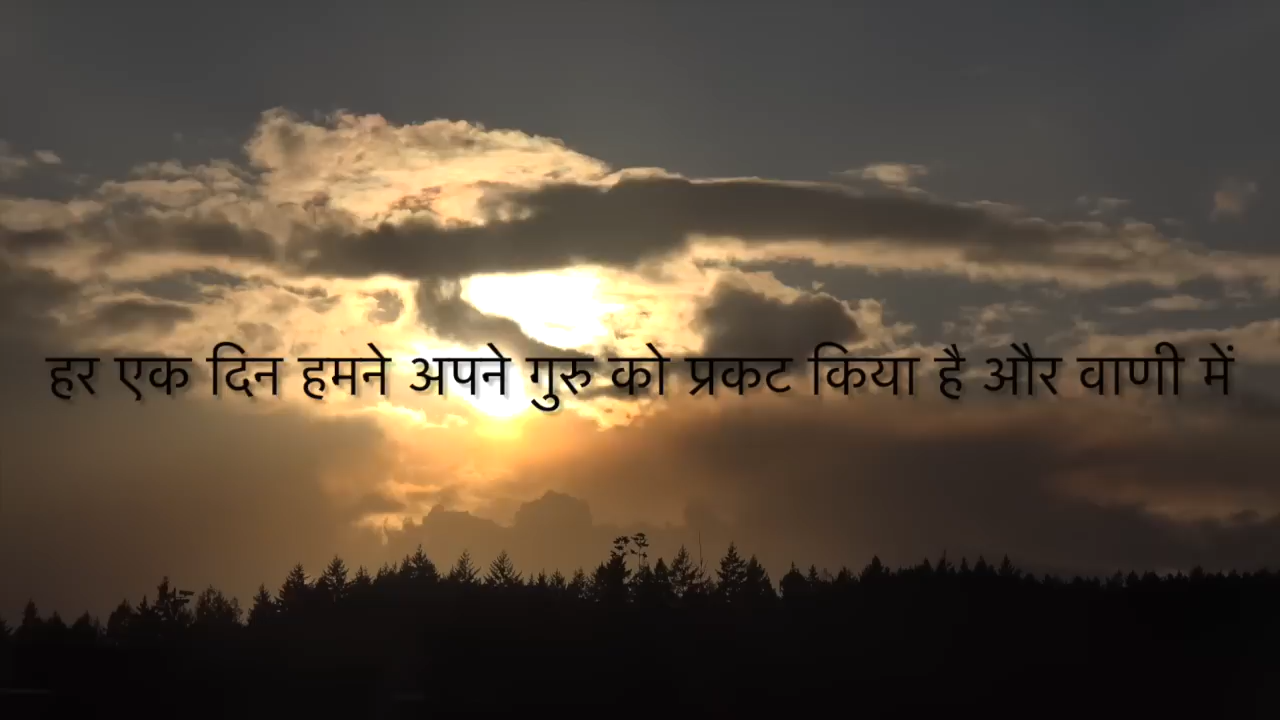 हर एक दिन हमने अपने गुरु को प्रकट किया है और वाणी में